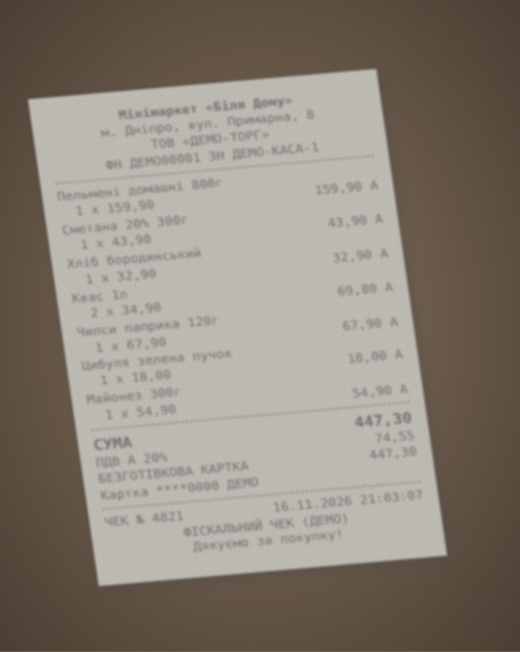 Мінімаркет «Біля Дому»
м. Дніпро, вул. Примарна, 8
ТОВ «ДЕМО-ТОРГ»
ФН ДЕМО00001 ЗН ДЕМО-КАСА-1
Пельмені домашні 800г
1 x 159,90 159,90 А
Сметана 20% 300г
1 x 43,90 43,90 А
Хліб бородинський
1 x 32,90 32,90 А
Квас 1л
2 x 34,90 69,80 А
Чипси паприка 120г
1 x 67,90 67,90 А
Цибуля зелена пучок
1 x 18,00 18,00 А
Майонез 300г
1 x 54,90 54,90 А
СУМА 447,30
ПДВ А 20% 74,55
БЕЗГОТІВКОВА КАРТКА 447,30
Картка ****0000 ДЕМО
ЧЕК № 4821 16.11.2026 21:03:07
ФІСКАЛЬНИЙ ЧЕК (ДЕМО)
Дякуємо за покупку!